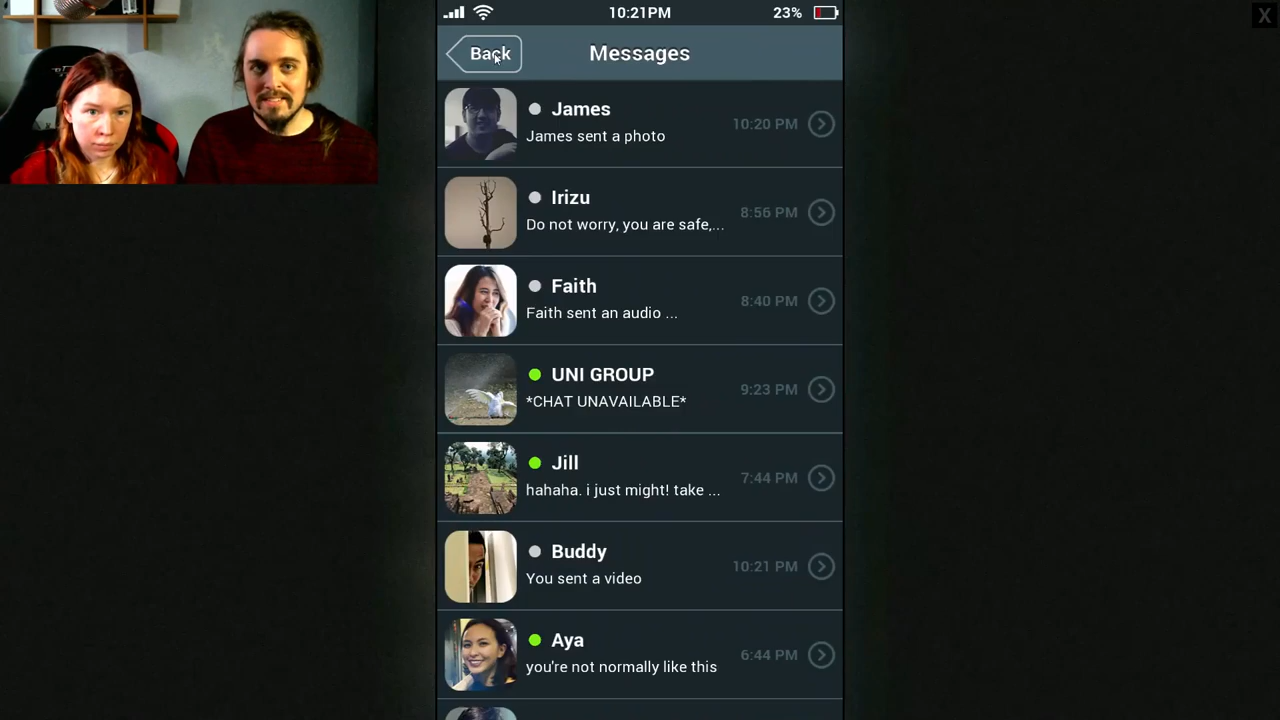 10:21PM
23%
X
Back
Messages
James
James sent a photo
10:20 PM
Irizu
Do not worry, you are safe,...
8:56 PM
Faith
Faith sent an audio ...
8:40 PM
UNI GROUP
*CHAT UNAVAILABLE*
9:23 PM
Jill
hahaha. i just might! take ...
7:44 PM
Buddy
You sent a video
10:21 PM
Aya
you're not normally like this
6:44 PM